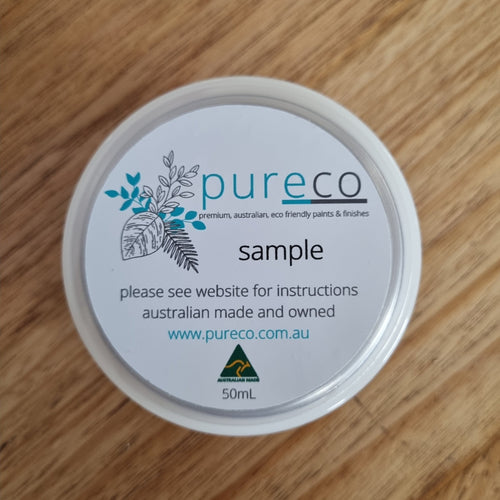 pureco
premium, australian, eco friendly paints & finishes
sample
please see website for instructions
australian made and owned
www.pureco.com.au
AUSTRALIAN MADE
50mL